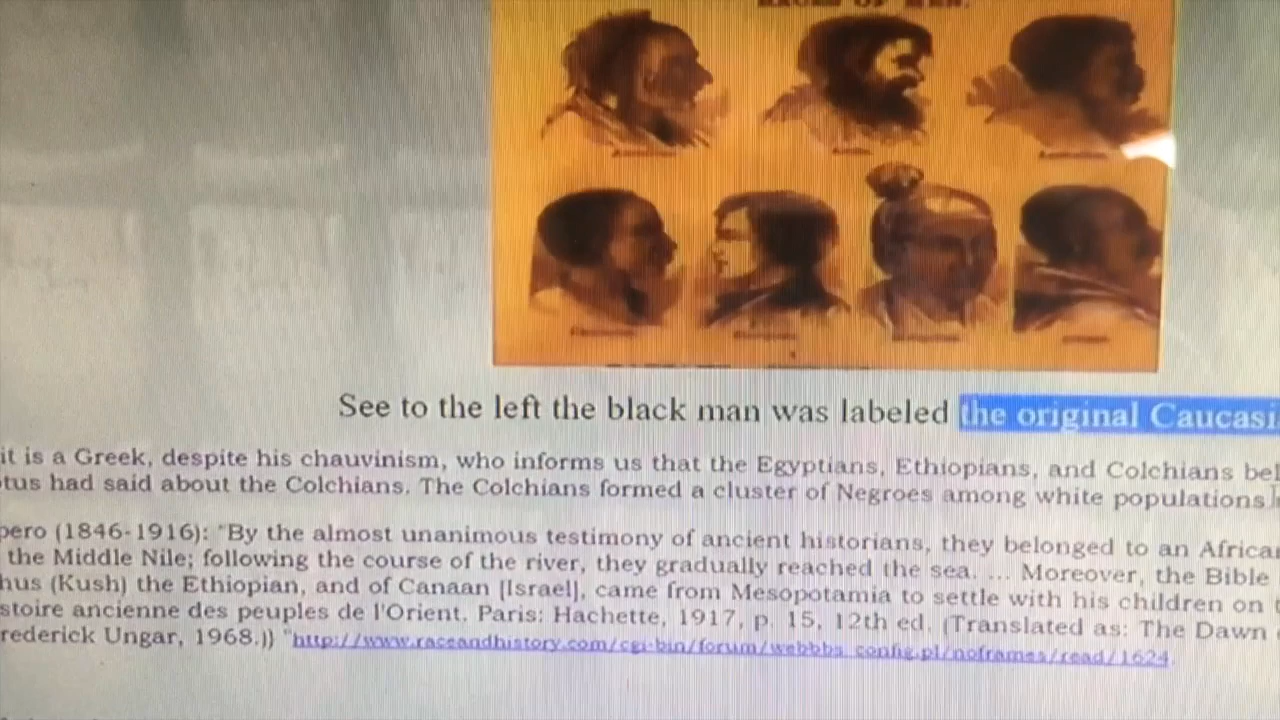 RACES OF MEN.
See to the left the black man was labeled the original Caucasi
it is a Greek, despite his chauvinism, who informs us that the Egyptians, Ethiopians, and Colchians bel
otus had said about the Colchians. The Colchians formed a cluster of Negroes among white populations
pero (1846-1916): "By the almost unanimous testimony of ancient historians, they belonged to an African
the Middle Nile; following the course of the river, they gradually reached the sea. ... Moreover, the Bible
hus (Kush) the Ethiopian, and of Canaan [Israel], came from Mesopotamia to settle with his children on
stoire ancienne des peuples de l'Orient. Paris: Hachette, 1917, p. 15, 12th ed. (Translated as: The Dawn
rederick Ungar, 1968.)) "http://www.raceandhistory.com/cgi-bin/forum/webbbs_config.pl/noframes/read/1624.